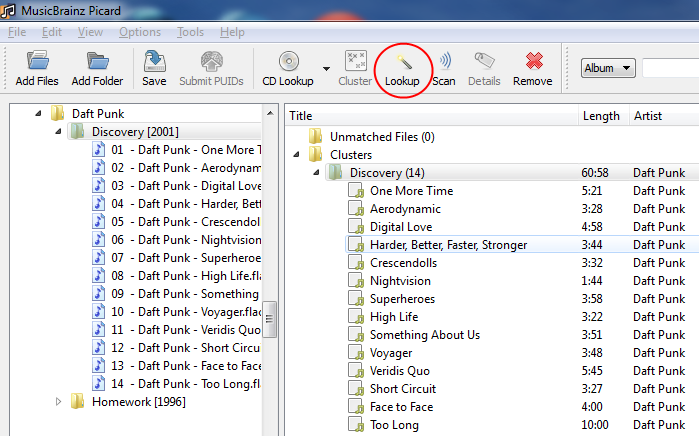 MusicBrainz Picard
File Edit View Options Tools Help
Add Files Add Folder Save Submit PUIDs CD Lookup Cluster Lookup Scan Details Remove Album
Daft Punk
Discovery [2001]
01 - Daft Punk - One More Time
02 - Daft Punk - Aerodynamic
03 - Daft Punk - Digital Love
04 - Daft Punk - Harder, Bett
05 - Daft Punk - Crescendolls
06 - Daft Punk - Nightvision
07 - Daft Punk - Superheroe
08 - Daft Punk - High Life.fla
09 - Daft Punk - Something
10 - Daft Punk - Voyager.flac
11 - Daft Punk - Veridis Quo
12 - Daft Punk - Short Circui
13 - Daft Punk - Face to Face
14 - Daft Punk - Too Long.fl
Homework [1996]
Title Length Artist
Unmatched Files (0)
Clusters
Discovery (14) 60:58 Daft Punk
One More Time 5:21 Daft Punk
Aerodynamic 3:28 Daft Punk
Digital Love 4:58 Daft Punk
Harder, Better, Faster, Stronger 3:44 Daft Punk
Crescendolls 3:32 Daft Punk
Nightvision 1:44 Daft Punk
Superheroes 3:58 Daft Punk
High Life 3:22 Daft Punk
Something About Us 3:51 Daft Punk
Voyager 3:48 Daft Punk
Veridis Quo 5:45 Daft Punk
Short Circuit 3:27 Daft Punk
Face to Face 4:00 Daft Punk
Too Long 10:00 Daft Punk